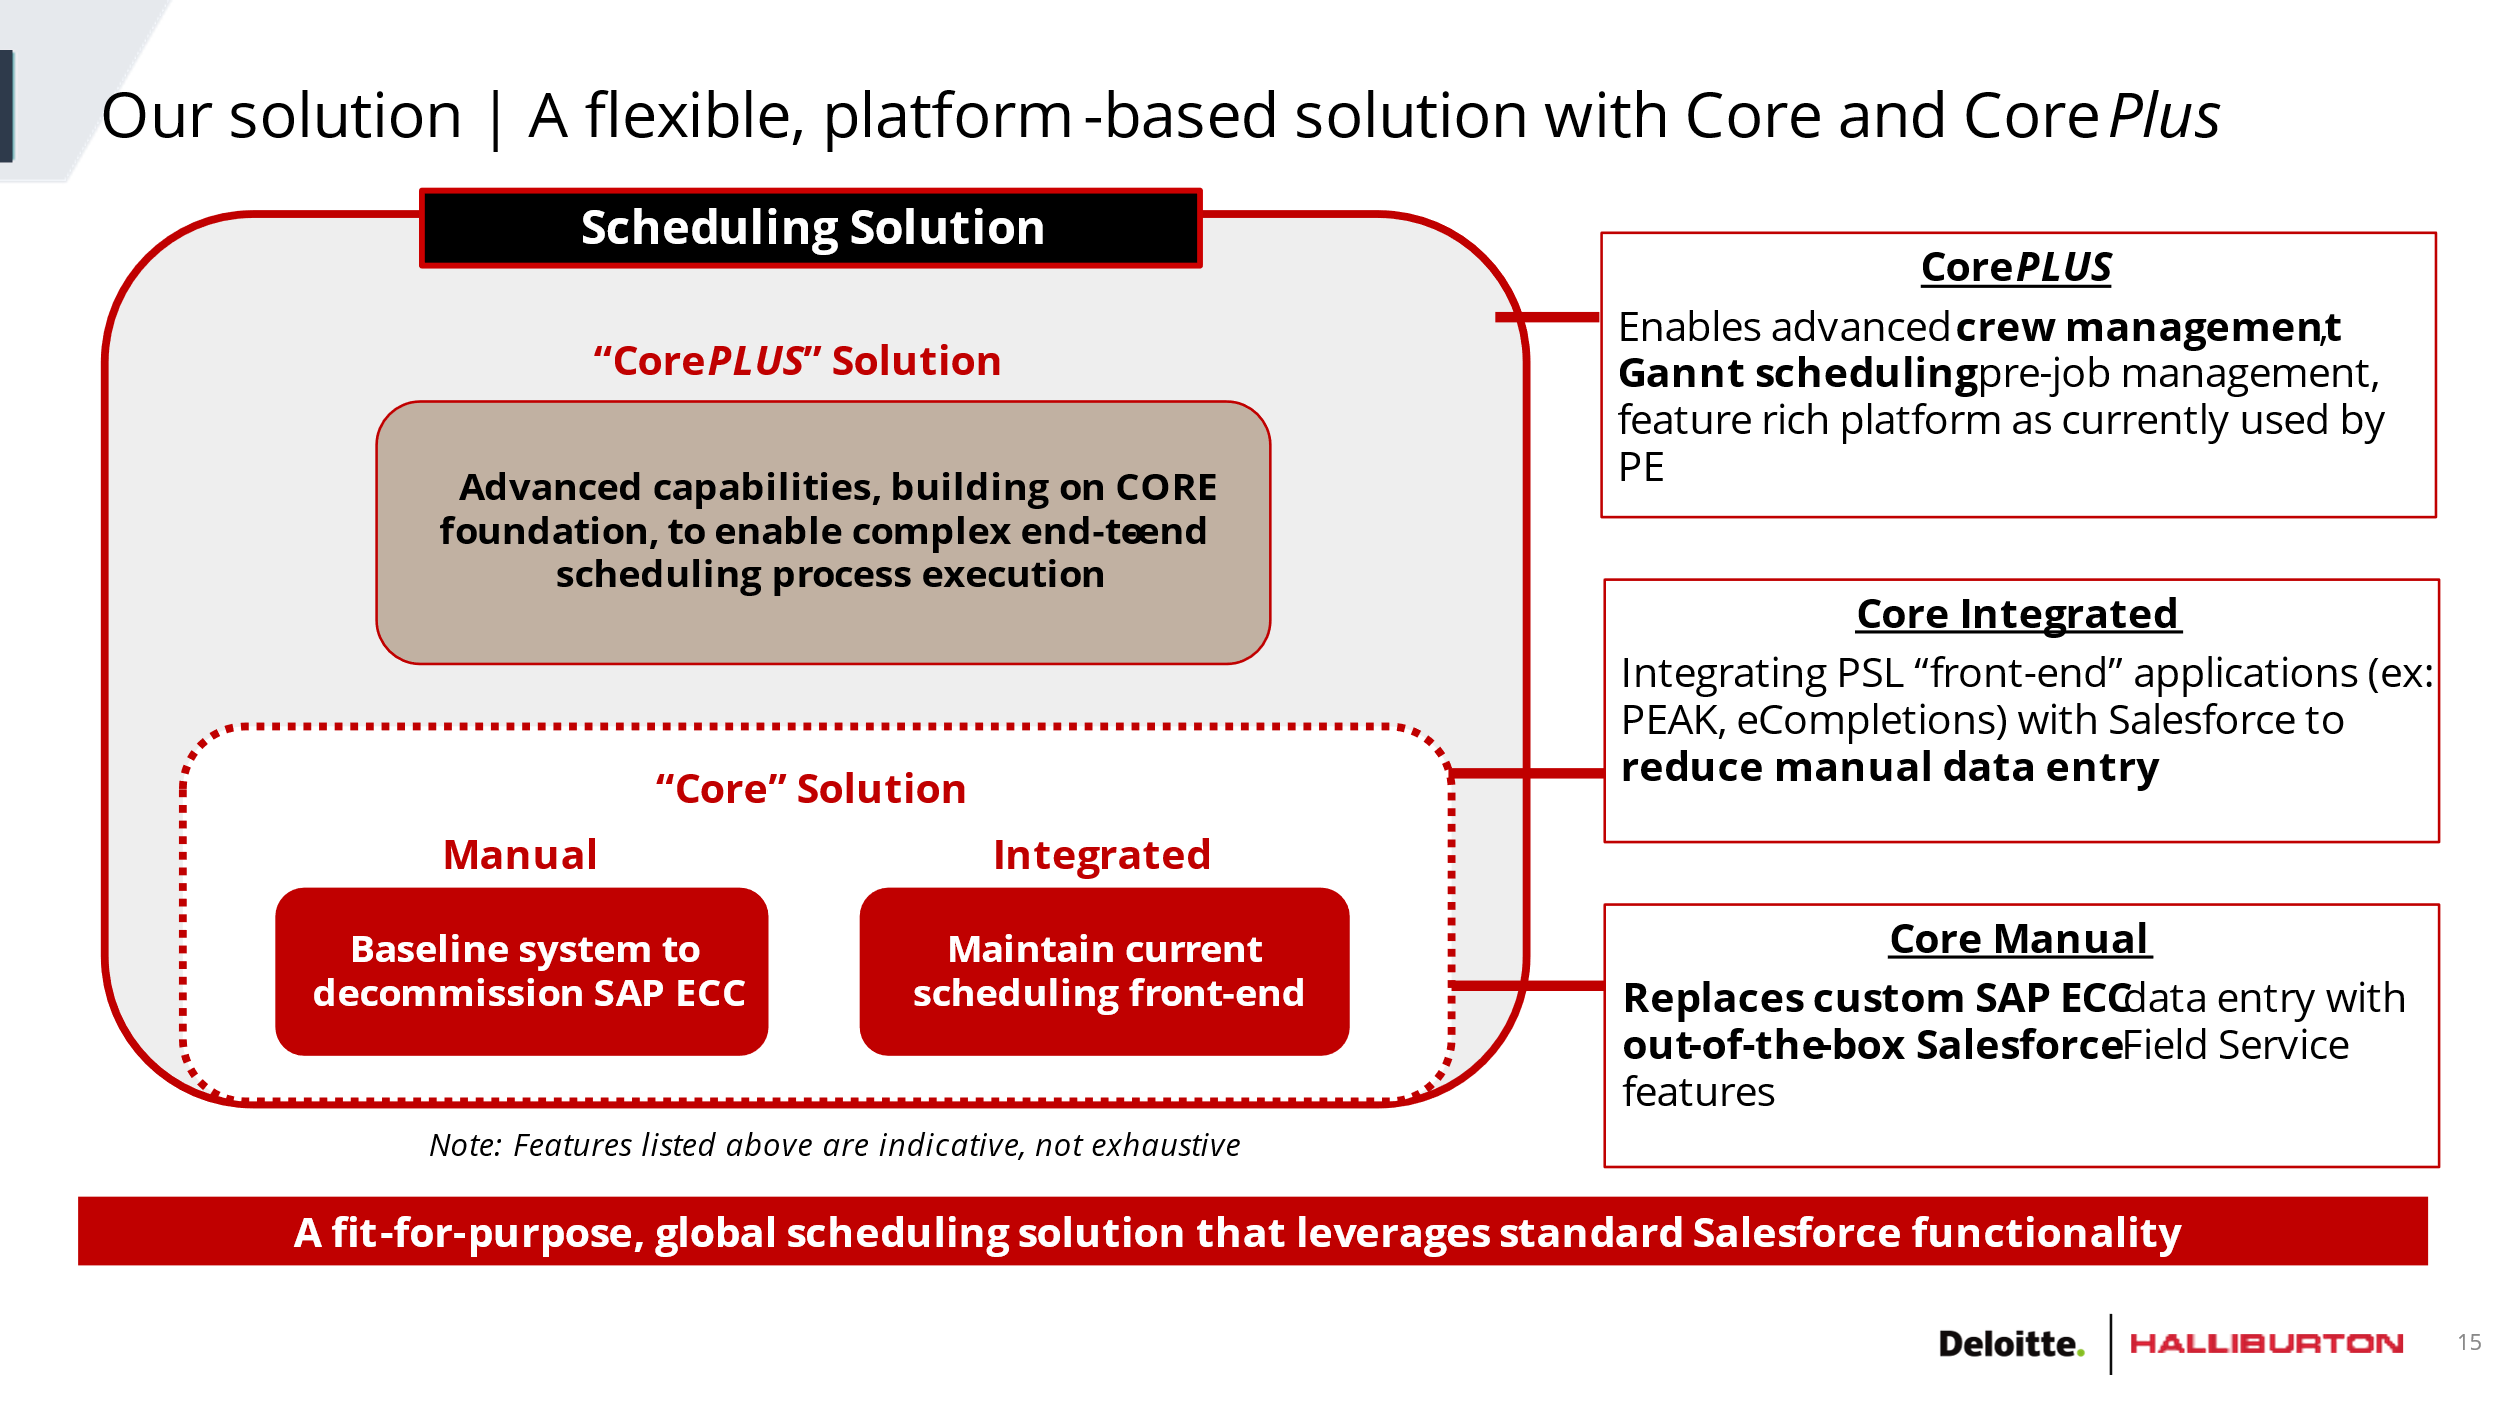 Our solution | A flexible, platform-based solution with Core and CorePlus
Scheduling Solution
“CorePLUS” Solution
Advanced capabilities, building on CORE
foundation, to enable complex end-to-end
scheduling process execution
“Core” Solution
Manual
Baseline system to
decommission SAP ECC
Integrated
Maintain current
scheduling front-end
Note: Features listed above are indicative, not exhaustive
CorePLUS
Enables advanced crew management,
Gannt scheduling, pre-job management,
feature rich platform as currently used by
PE
Core Integrated
Integrating PSL “front-end” applications (ex:
PEAK, eCompletions) with Salesforce to
reduce manual data entry
Core Manual
Replaces custom SAP ECC data entry with
out-of-the-box Salesforce Field Service
features
A fit-for-purpose, global scheduling solution that leverages standard Salesforce functionality
Deloitte.
HALLIBURTON
15